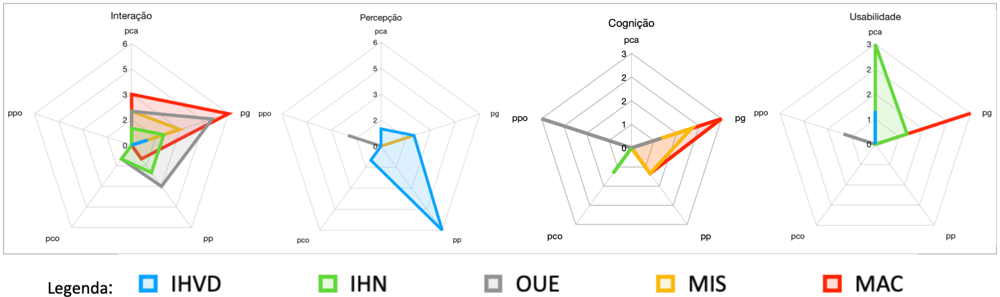 Interação
pca
6
5
3
2
0
ppo
pg
pco
pp
Percepção
pca
6
5
3
2
0
ppo
pg
pco
pp
Cognição
pca
3
2
2
1
0
ppo
pg
pco
pp
Usabilidade
pca
3
2
2
1
0
ppo
pg
pco
pp
Legenda: IHVD IHN OUE MIS MAC